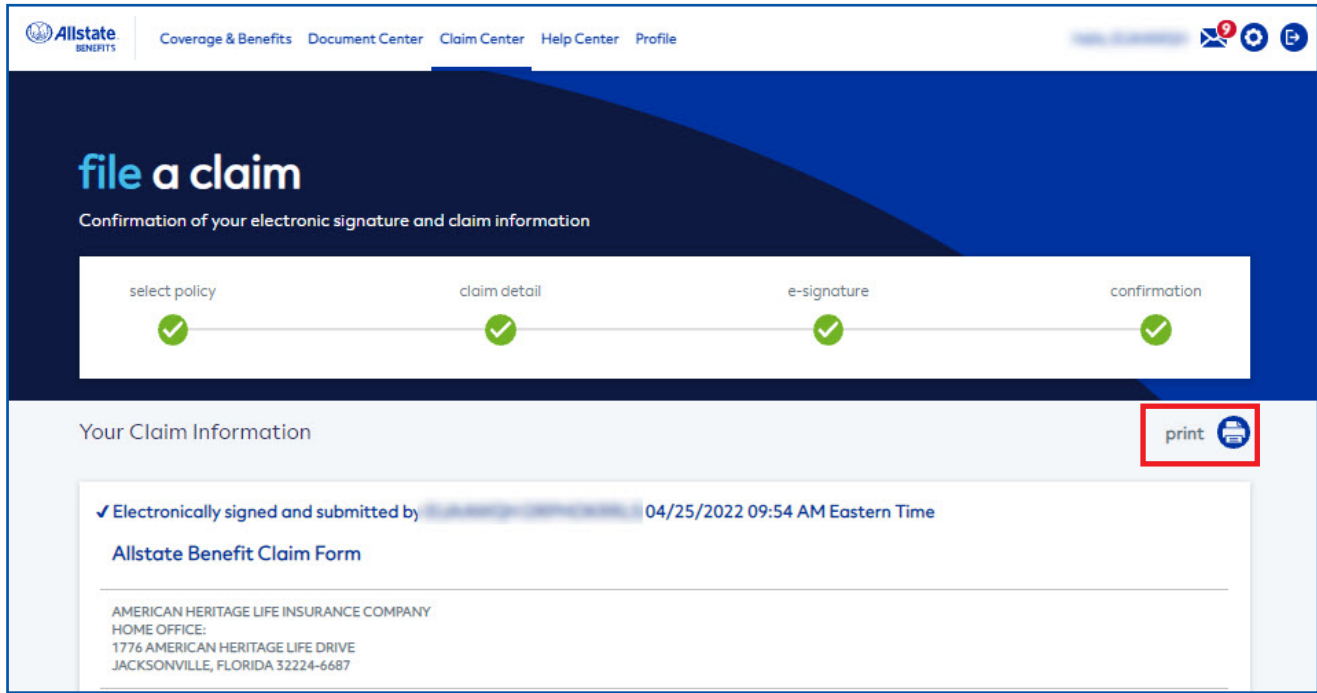 Allstate
BENEFITS
Coverage & Benefits Document Center Claim Center Help Center Profile
9
file a claim
Confirmation of your electronic signature and claim information
select policy claim detail e-signature confirmation
Your Claim Information
print
✓ Electronically signed and submitted by 04/25/2022 09:54 AM Eastern Time
Allstate Benefit Claim Form
AMERICAN HERITAGE LIFE INSURANCE COMPANY
HOME OFFICE:
1776 AMERICAN HERITAGE LIFE DRIVE
JACKSONVILLE, FLORIDA 32224-6687